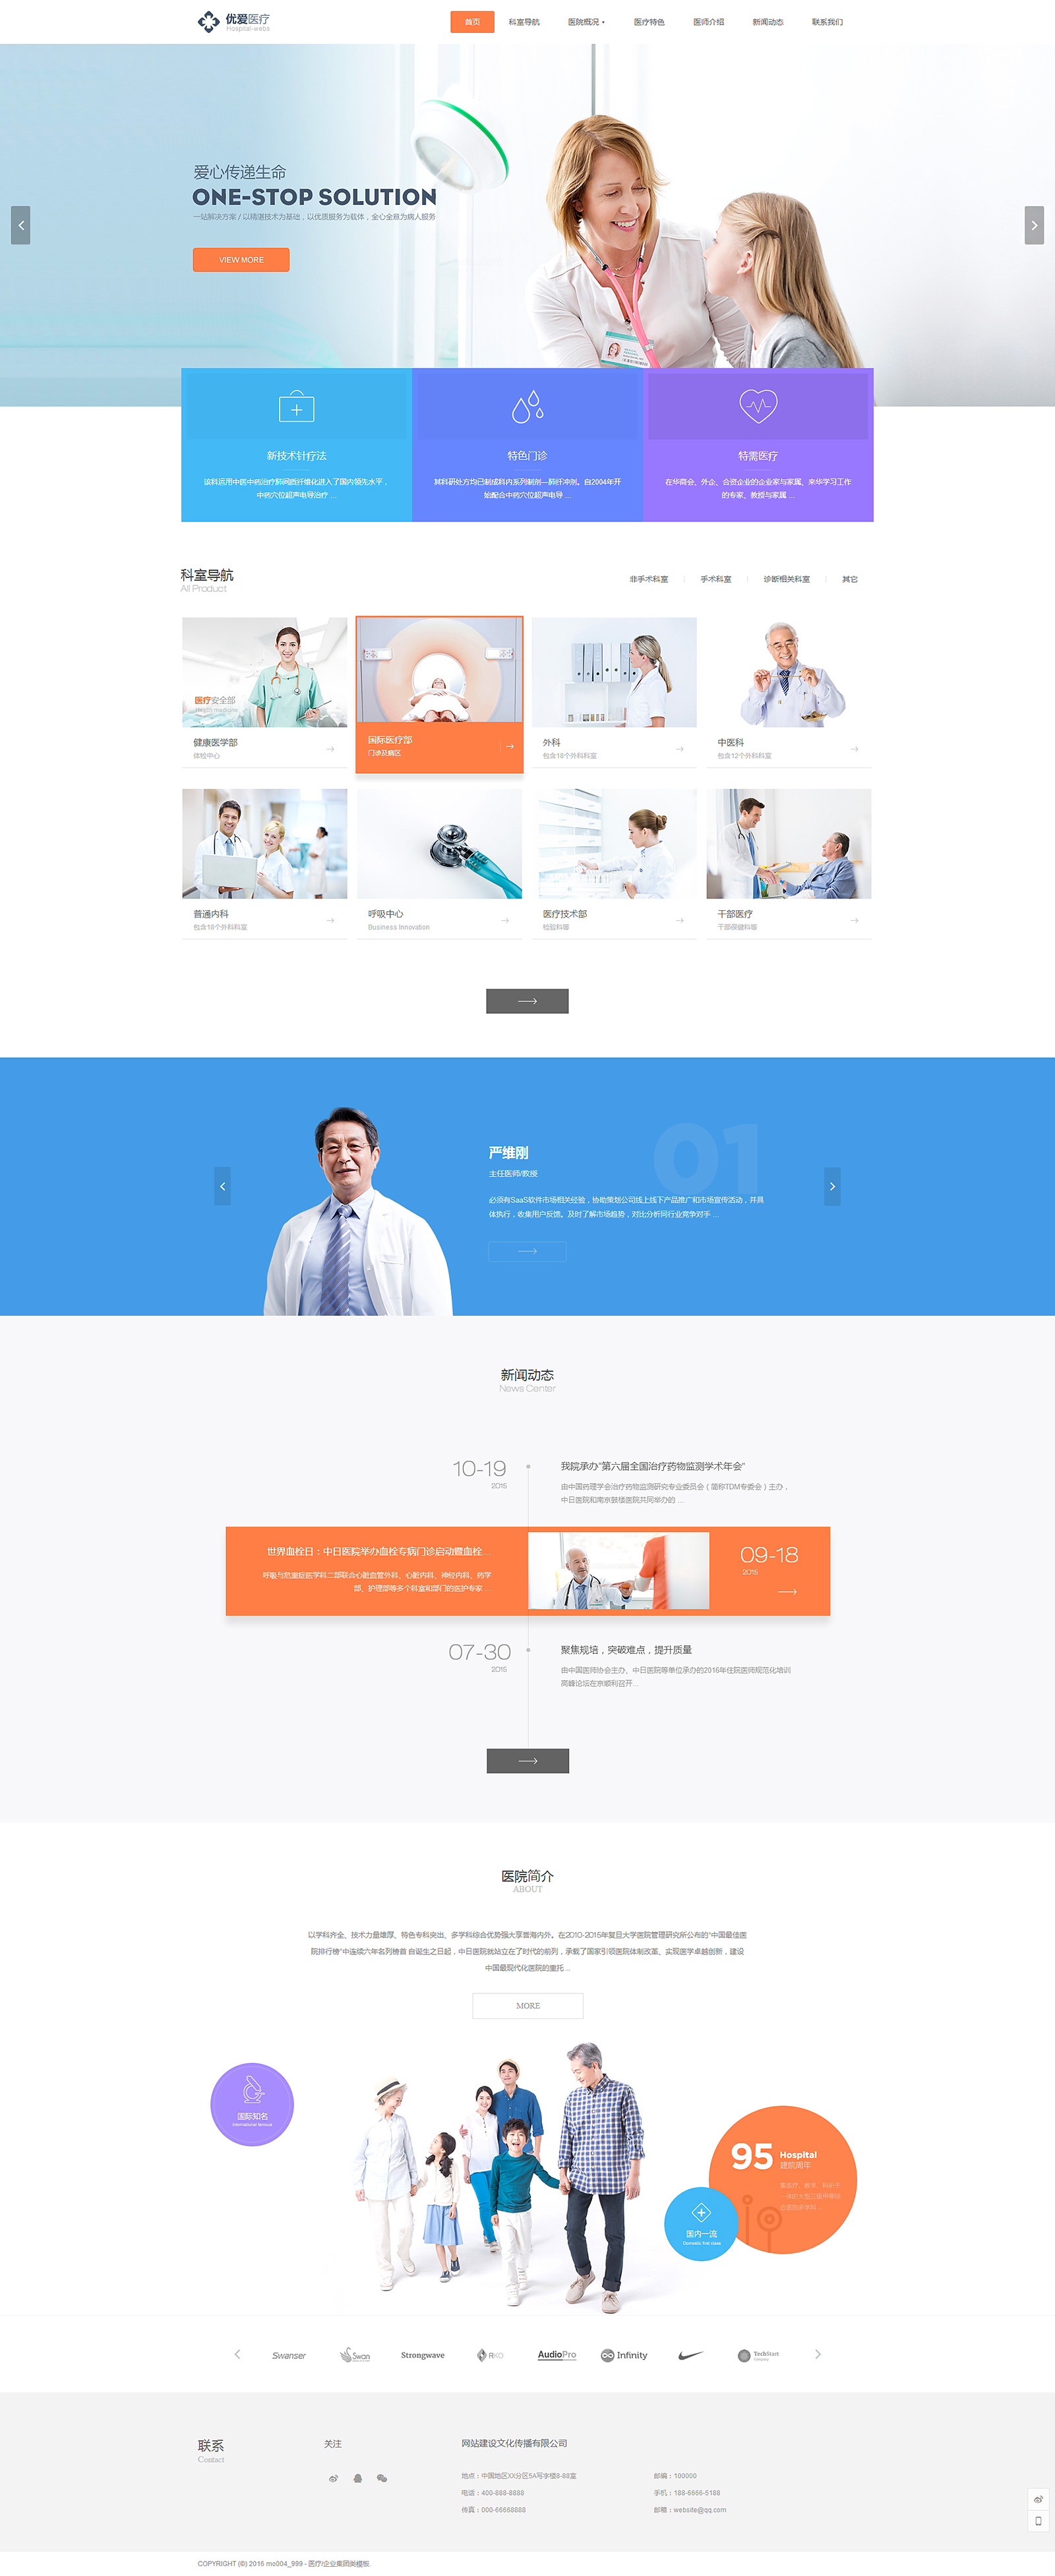 优爱医疗
Hospital-webs
首页 科室导航 医院概况 医疗特色 医师介绍 新闻动态 联系我们
爱心传递生命
ONE-STOP SOLUTION
一站解决方案 / 以精湛技术为基础，以优质服务为载体，全心全意为病人服务
VIEW MORE
新技术针疗法
该科运用中医中药治疗肺间质纤维化进入了国内领先水平，
中药穴位超声电导治疗 ...
特色门诊
其科研处方均已制成科内系列制剂—肺纤冲剂。自2004年开
始配合中药穴位超声电导 ...
特需医疗
在华商会、外企、合资企业的企业家与家属、来华学习工作
的专家、教授与家属 ...
科室导航
All Product
非手术科室 手术科室 诊断相关科室 其它
医疗安全部
Health medicine
健康医学部
体检中心
国际医疗部
门诊及病区
外科
包含18个外科科室
中医科
包含12个外科科室
普通内科
包含18个外科科室
呼吸中心
Business Innovation
医疗技术部
检验科等
干部医疗
干部保健科等
01
严维刚
主任医师/教授
必须有SaaS软件市场相关经验，协助策划公司线上线下产品推广和市场宣传活动，并具
体执行，收集用户反馈。及时了解市场趋势，对比分析同行业竞争对手 ...
新闻动态
News Center
10-19
2015
我院承办"第六届全国治疗药物监测学术年会"
由中国药理学会治疗药物监测研究专业委员会（简称TDM专委会）主办，
中日医院和南京鼓楼医院共同举办的 ...
世界血栓日：中日医院举办血栓专病门诊启动暨血栓...
呼吸与危重症医学科二部联合心脏血管外科、心脏内科、神经内科、药学
部、护理部等多个科室和部门的医护专家 ...
09-18
2015
07-30
2015
聚焦规培，突破难点，提升质量
由中国医师协会主办、中日医院等单位承办的2016年住院医师规范化培训
高峰论坛在京顺利召开...
医院简介
ABOUT
以学科齐全、技术力量雄厚、特色专科突出、多学科综合优势强大享誉海内外。在2010-2015年复旦大学医院管理研究所公布的"中国最佳医
院排行榜"中连续六年名列榜首 自诞生之日起，中日医院就站立在了时代的前列，承载了国家引领医院体制改革、实现医学卓越创新，建设
中国最现代化医院的重托 ...
MORE
国际知名
International famous
95
Hospital
建院周年
国内一流
Domestic first class
Swanser
Swan
Strongwave
RKO
AudioPro
Infinity
TechStart
company
联系
Contact
关注
网站建设文化传播有限公司
地点：中国地区XX分区5A写字楼8-88室
邮编：100000
电话：400-888-8888
手机：188-6666-5188
传真：000-66668888
邮箱：website@qq.com
COPYRIGHT (©) 2016 mo004_999 - 医疗/企业集团类模板.